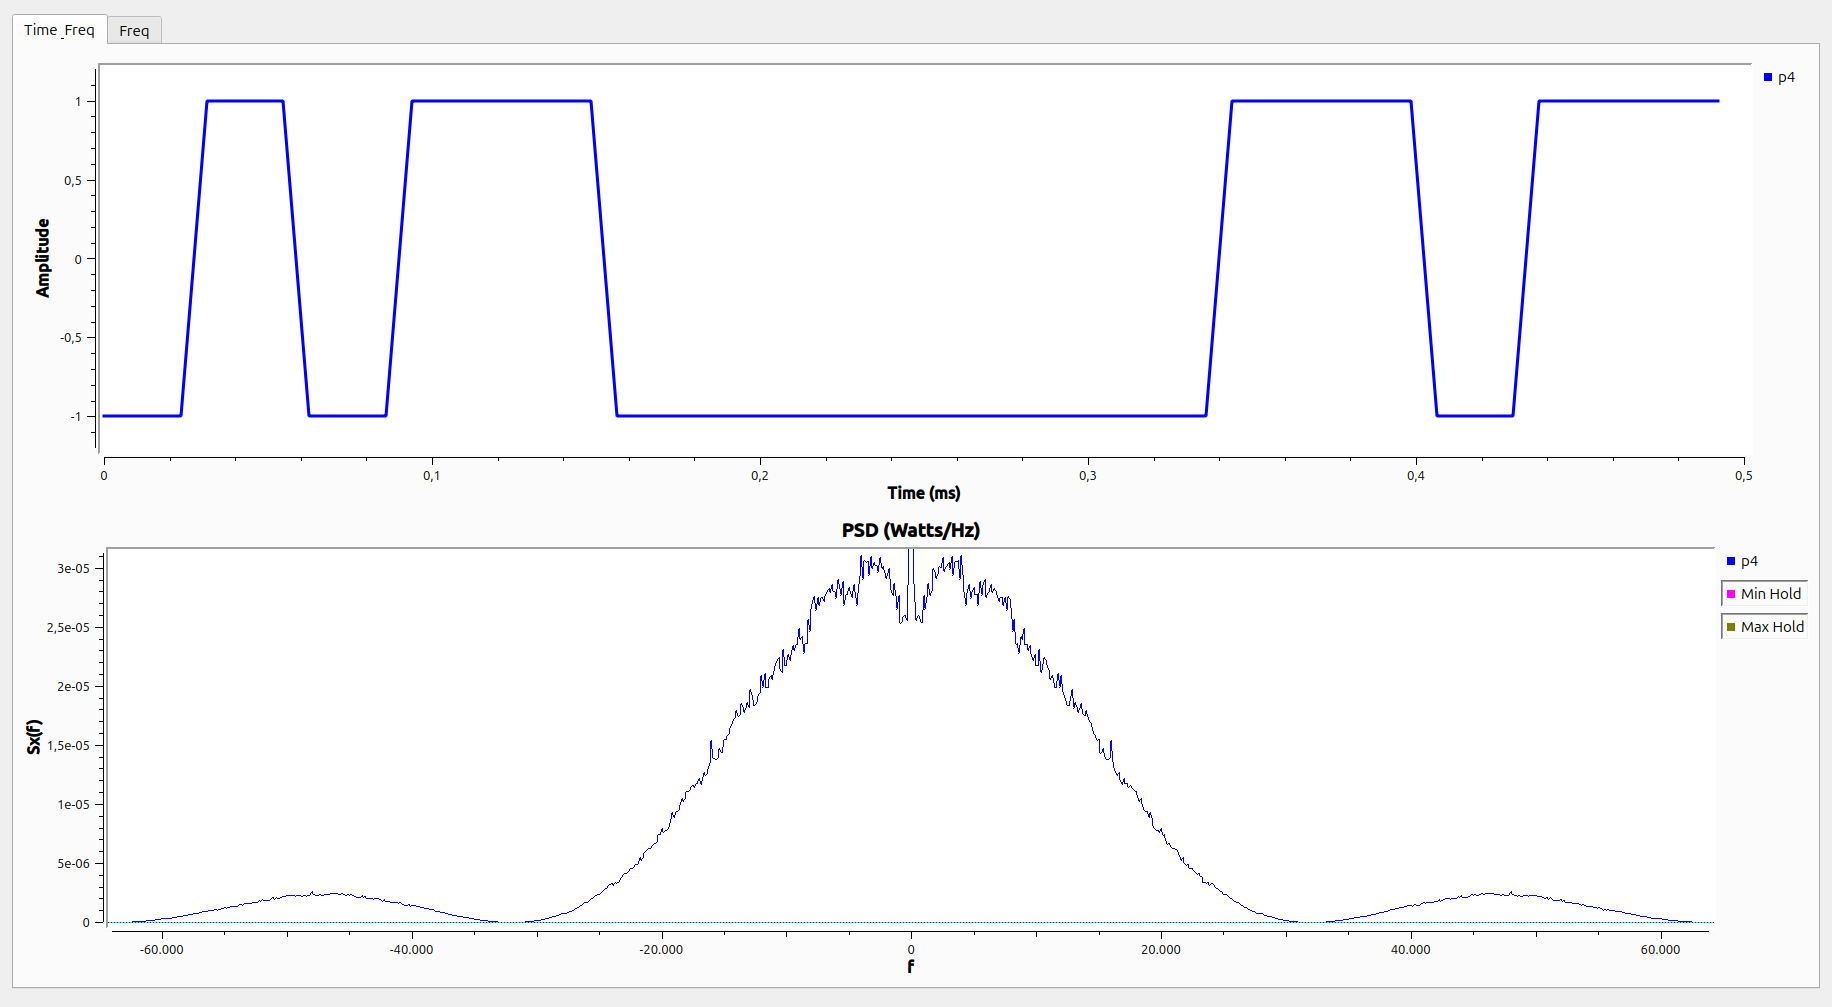 Time_Freq Freq
p4
1
0,5
0
-0,5
-1
Amplitude
0 0,1 0,2 0,3 0,4 0,5
Time (ms)
PSD (Watts/Hz)
p4
Min Hold
Max Hold
3e-05
2,5e-05
2e-05
1,5e-05
1e-05
5e-06
0
Sx(f)
-60.000 -40.000 -20.000 0 20.000 40.000 60.000
f